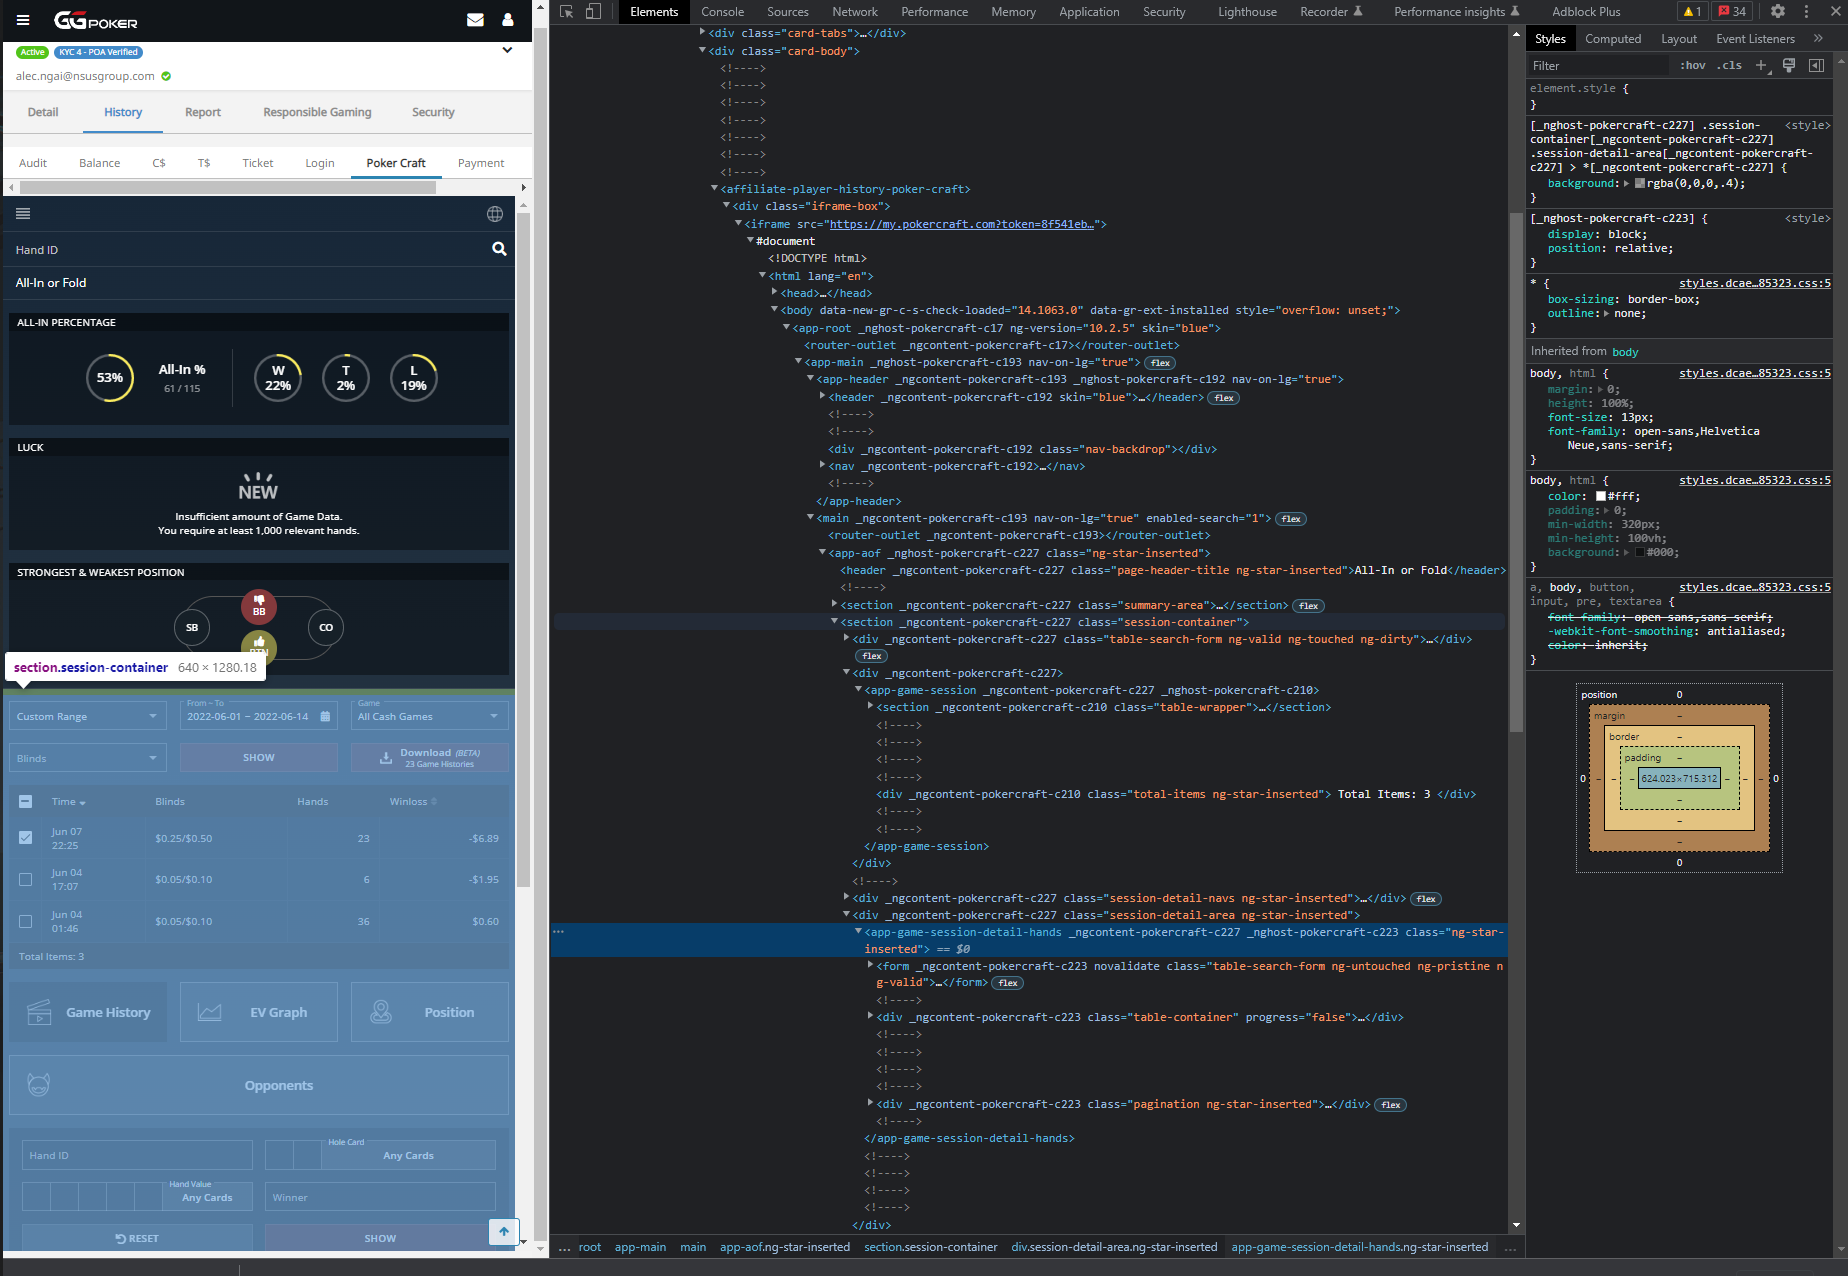 GGPOKER
Active
KYC 4 - POA Verified
alec.ngai@nsusgroup.com
Detail
History
Report
Responsible Gaming
Security
Audit
Balance
C$
T$
Ticket
Login
Poker Craft
Payment
Hand ID
All-In or Fold
ALL-IN PERCENTAGE
53%
All-In %
61 / 115
W
22%
T
2%
L
19%
LUCK
NEW
Insufficient amount of Game Data.
You require at least 1,000 relevant hands.
STRONGEST & WEAKEST POSITION
SB
BB
CO
BTN
section.session-container 640 × 1280.18
Custom Range
From ~ To
2022-06-01 ~ 2022-06-14
Game
All Cash Games
Blinds
SHOW
Download (BETA)
23 Game Histories
Time
Blinds
Hands
Winloss
Jun 07
22:25
$0.25/$0.50
23
-$6.89
Jun 04
17:07
$0.05/$0.10
6
-$1.95
Jun 04
01:46
$0.05/$0.10
36
$0.60
Total Items: 3
Game History
EV Graph
Position
Opponents
Hand ID
Hole Card
Any Cards
Hand Value
Any Cards
Winner
RESET
SHOW
Elements
Console
Sources
Network
Performance
Memory
Application
Security
Lighthouse
Recorder
Performance insights
Adblock Plus
1
34
<div class="card-tabs">…</div>
<div class="card-body">
<!---->
<!---->
<!---->
<!---->
<!---->
<!---->
<!---->
<affiliate-player-history-poker-craft>
<div class="iframe-box">
<iframe src="https://my.pokercraft.com?token=8f541eb…">
#document
<!DOCTYPE html>
<html lang="en">
<head>…</head>
<body data-new-gr-c-s-check-loaded="14.1063.0" data-gr-ext-installed style="overflow: unset;">
<app-root _nghost-pokercraft-c17 ng-version="10.2.5" skin="blue">
<router-outlet _ngcontent-pokercraft-c17></router-outlet>
<app-main _nghost-pokercraft-c193 nav-on-lg="true"> flex
<app-header _ngcontent-pokercraft-c193 _nghost-pokercraft-c192 nav-on-lg="true">
<header _ngcontent-pokercraft-c192 skin="blue">…</header> flex
<!---->
<!---->
<div _ngcontent-pokercraft-c192 class="nav-backdrop"></div>
<nav _ngcontent-pokercraft-c192>…</nav>
<!---->
</app-header>
<main _ngcontent-pokercraft-c193 nav-on-lg="true" enabled-search="1"> flex
<router-outlet _ngcontent-pokercraft-c193></router-outlet>
<app-aof _nghost-pokercraft-c227 class="ng-star-inserted">
<header _ngcontent-pokercraft-c227 class="page-header-title ng-star-inserted">All-In or Fold</header>
<!---->
<section _ngcontent-pokercraft-c227 class="summary-area">…</section> flex
<section _ngcontent-pokercraft-c227 class="session-container">
<div _ngcontent-pokercraft-c227 class="table-search-form ng-valid ng-touched ng-dirty">…</div>
flex
<div _ngcontent-pokercraft-c227>
<app-game-session _ngcontent-pokercraft-c227 _nghost-pokercraft-c210>
<section _ngcontent-pokercraft-c210 class="table-wrapper">…</section>
<!---->
<!---->
<!---->
<!---->
<div _ngcontent-pokercraft-c210 class="total-items ng-star-inserted"> Total Items: 3 </div>
<!---->
<!---->
</app-game-session>
</div>
<!---->
<div _ngcontent-pokercraft-c227 class="session-detail-navs ng-star-inserted">…</div> flex
<div _ngcontent-pokercraft-c227 class="session-detail-area ng-star-inserted">
<app-game-session-detail-hands _ngcontent-pokercraft-c227 _nghost-pokercraft-c223 class="ng-star-
inserted"> == $0
<form _ngcontent-pokercraft-c223 novalidate class="table-search-form ng-untouched ng-pristine n
g-valid">…</form> flex
<!---->
<div _ngcontent-pokercraft-c223 class="table-container" progress="false">…</div>
<!---->
<!---->
<!---->
<!---->
<div _ngcontent-pokercraft-c223 class="pagination ng-star-inserted">…</div> flex
<!---->
</app-game-session-detail-hands>
<!---->
<!---->
<!---->
<!---->
</div>
… root app-main main app-aof.ng-star-inserted section.session-container div.session-detail-area.ng-star-inserted app-game-session-detail-hands.ng-star-inserted …
Styles
Computed
Layout
Event Listeners
Filter
:hov .cls
element.style {
}
[_nghost-pokercraft-c227] .session- <style>
container[_ngcontent-pokercraft-c227]
.session-detail-area[_ngcontent-pokercraft-
c227] > *[_ngcontent-pokercraft-c227] {
background: rgba(0,0,0,.4);
}
[_nghost-pokercraft-c223] { <style>
display: block;
position: relative;
}
* { styles.dcae…85323.css:5
box-sizing: border-box;
outline: none;
}
Inherited from body
body, html { styles.dcae…85323.css:5
margin: 0;
height: 100%;
font-size: 13px;
font-family: open-sans,Helvetica
Neue,sans-serif;
}
body, html { styles.dcae…85323.css:5
color: #fff;
padding: 0;
min-width: 320px;
min-height: 100vh;
background: #000;
}
a, body, button, styles.dcae…85323.css:5
input, pre, textarea {
font-family: open-sans,sans-serif;
-webkit-font-smoothing: antialiased;
color: inherit;
}
position 0
margin –
border –
padding –
0 – – – 624.023×715.312 – – – 0
–
–
–
0